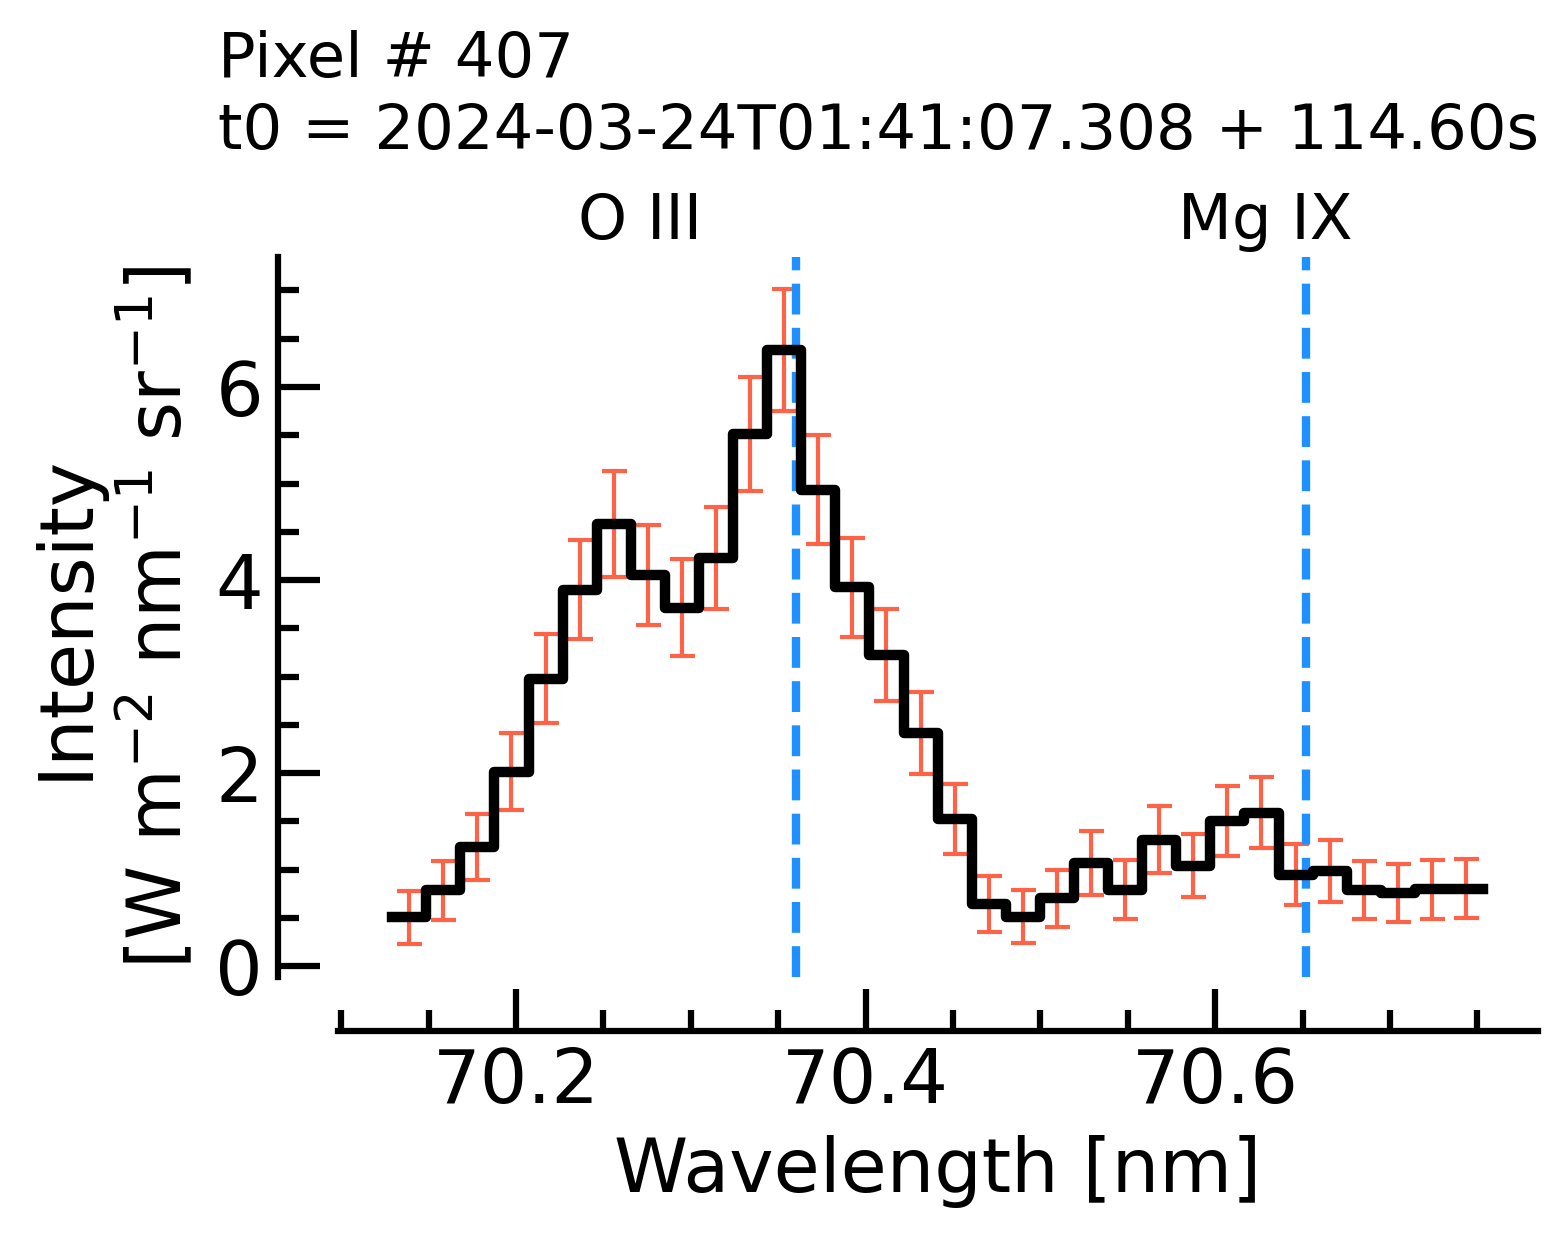 Pixel # 407
t0 = 2024-03-24T01:41:07.308 + 114.60s
O III
Mg IX
Intensity
[W m⁻² nm⁻¹ sr⁻¹]
6
4
2
0
70.2
70.4
70.6
Wavelength [nm]